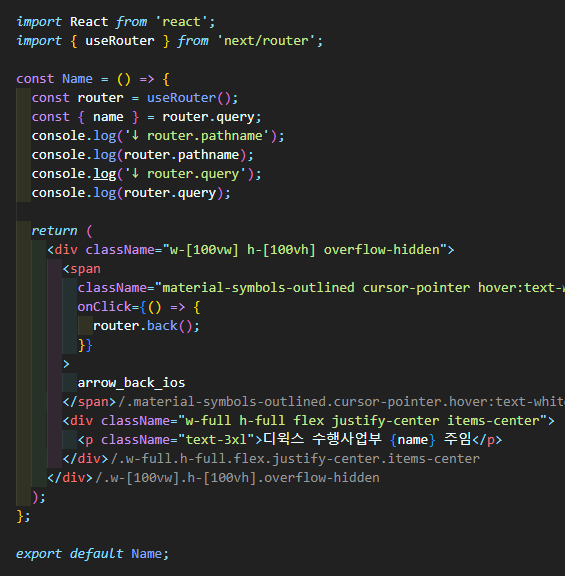 import React from 'react';
import { useRouter } from 'next/router';
const Name = () => {
const router = useRouter();
const { name } = router.query;
console.log('↓ router.pathname');
console.log(router.pathname);
console.log('↓ router.query');
console.log(router.query);
return (
<div className="w-[100vw] h-[100vh] overflow-hidden">
<span
className="material-symbols-outlined cursor-pointer hover:text-w
onClick={() => {
router.back();
}}
>
arrow_back_ios
</span>/.material-symbols-outlined.cursor-pointer.hover:text-white
<div className="w-full h-full flex justify-center items-center">
<p className="text-3xl">디웍스 수행사업부 {name} 주임</p>
</div>/.w-full.h-full.flex.justify-center.items-center
</div>/.w-[100vw].h-[100vh].overflow-hidden
);
};
export default Name;